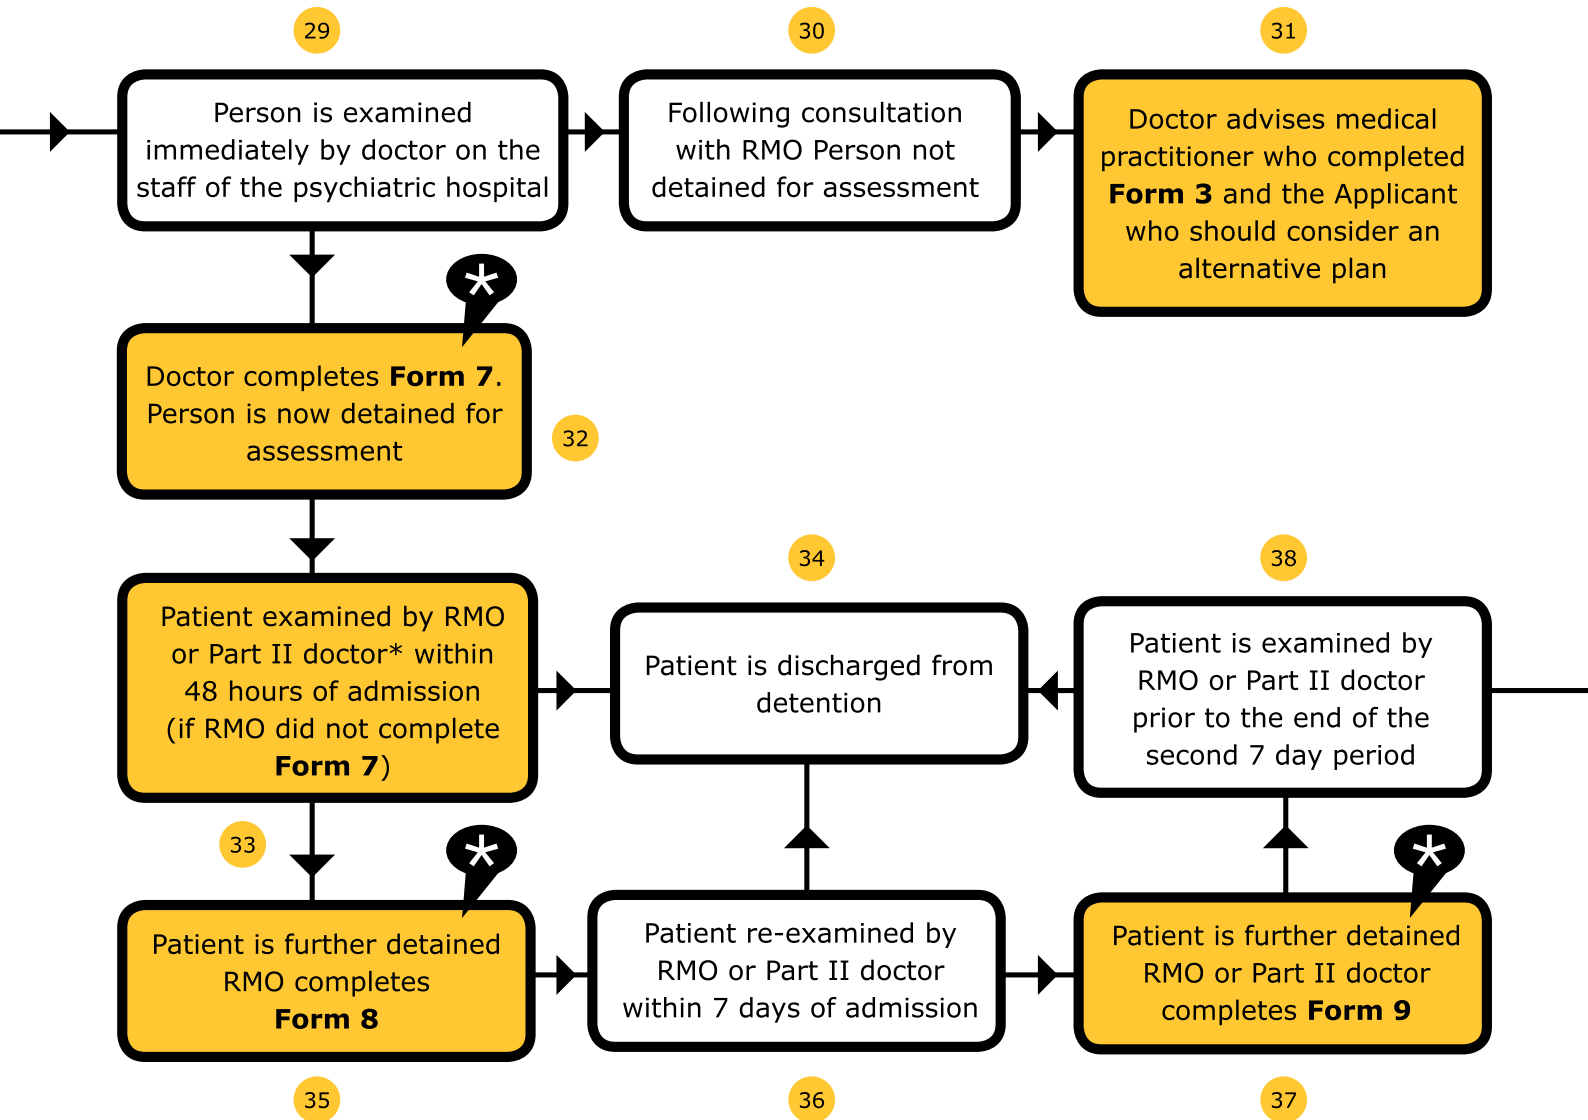 29
Person is examined
immediately by doctor on the
staff of the psychiatric hospital
30
Following consultation
with RMO Person not
detained for assessment
31
Doctor advises medical
practitioner who completed
Form 3 and the Applicant
who should consider an
alternative plan
*
Doctor completes Form 7.
Person is now detained for
assessment
32
Patient examined by RMO
or Part II doctor* within
48 hours of admission
(if RMO did not complete
Form 7)
33
34
Patient is discharged from
detention
38
Patient is examined by
RMO or Part II doctor
prior to the end of the
second 7 day period
*
Patient is further detained
RMO completes
Form 8
35
Patient re-examined by
RMO or Part II doctor
within 7 days of admission
36
*
Patient is further detained
RMO or Part II doctor
completes Form 9
37